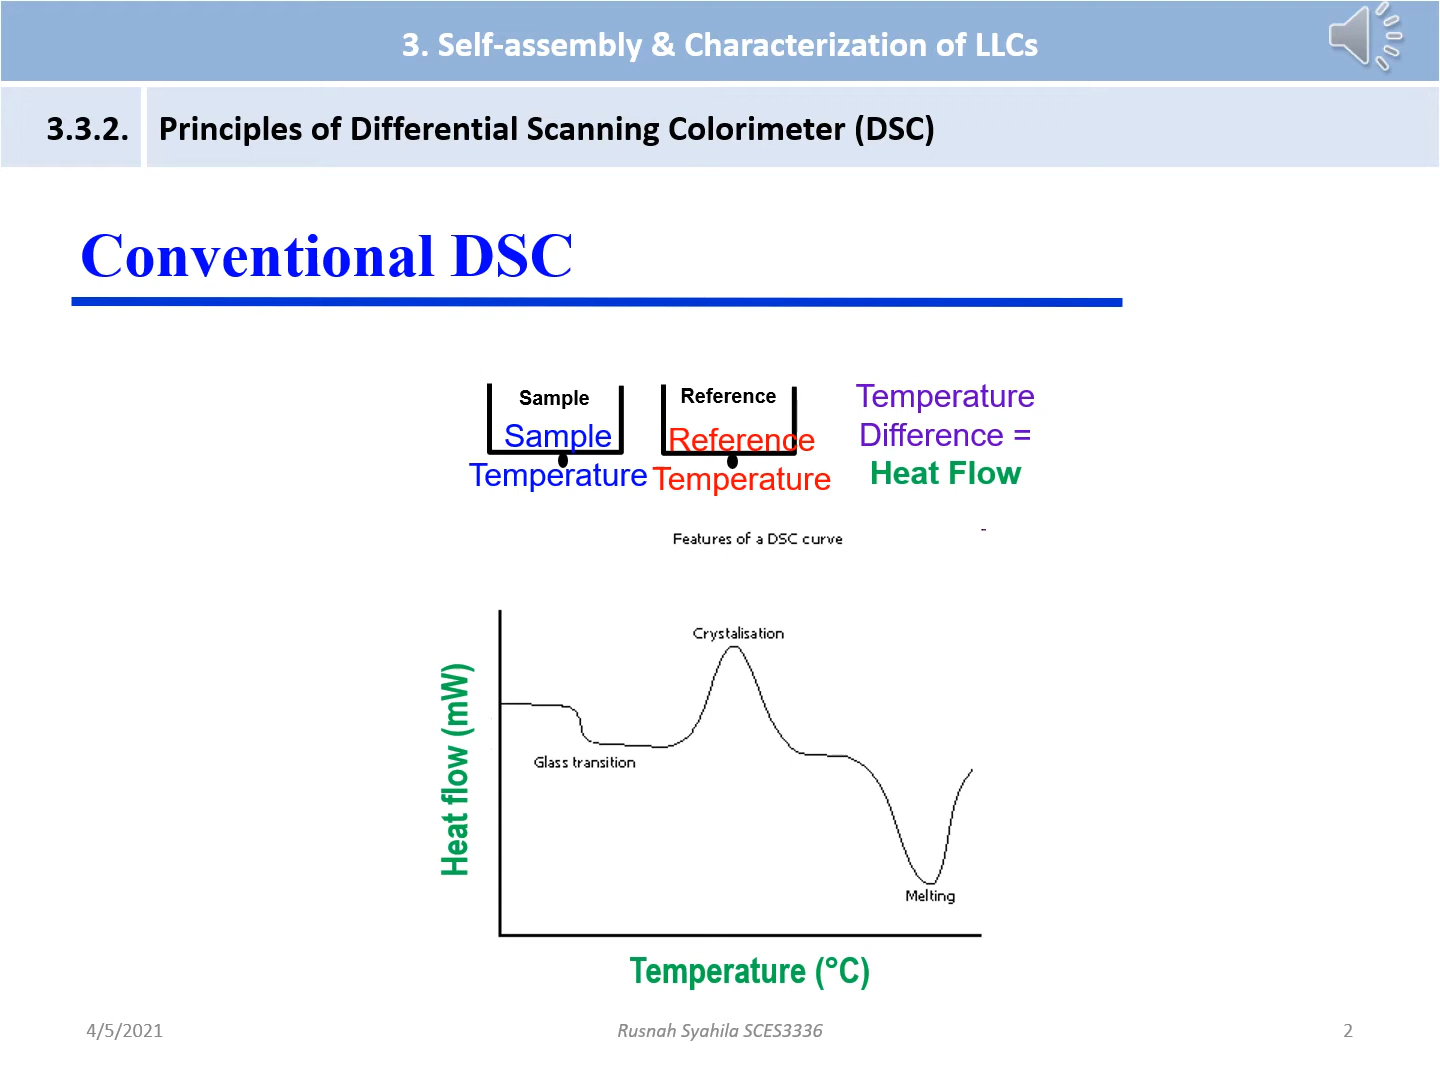 3. Self-assembly & Characterization of LLCs
3.3.2. Principles of Differential Scanning Colorimeter (DSC)
Conventional DSC
Sample
Sample
Temperature
Reference
Reference
Temperature
Temperature
Difference =
Heat Flow
Features of a DSC curve
Crystalisation
Glass transition
Melting
Heat flow (mW)
Temperature (°C)
4/5/2021
Rusnah Syahila SCES3336
2